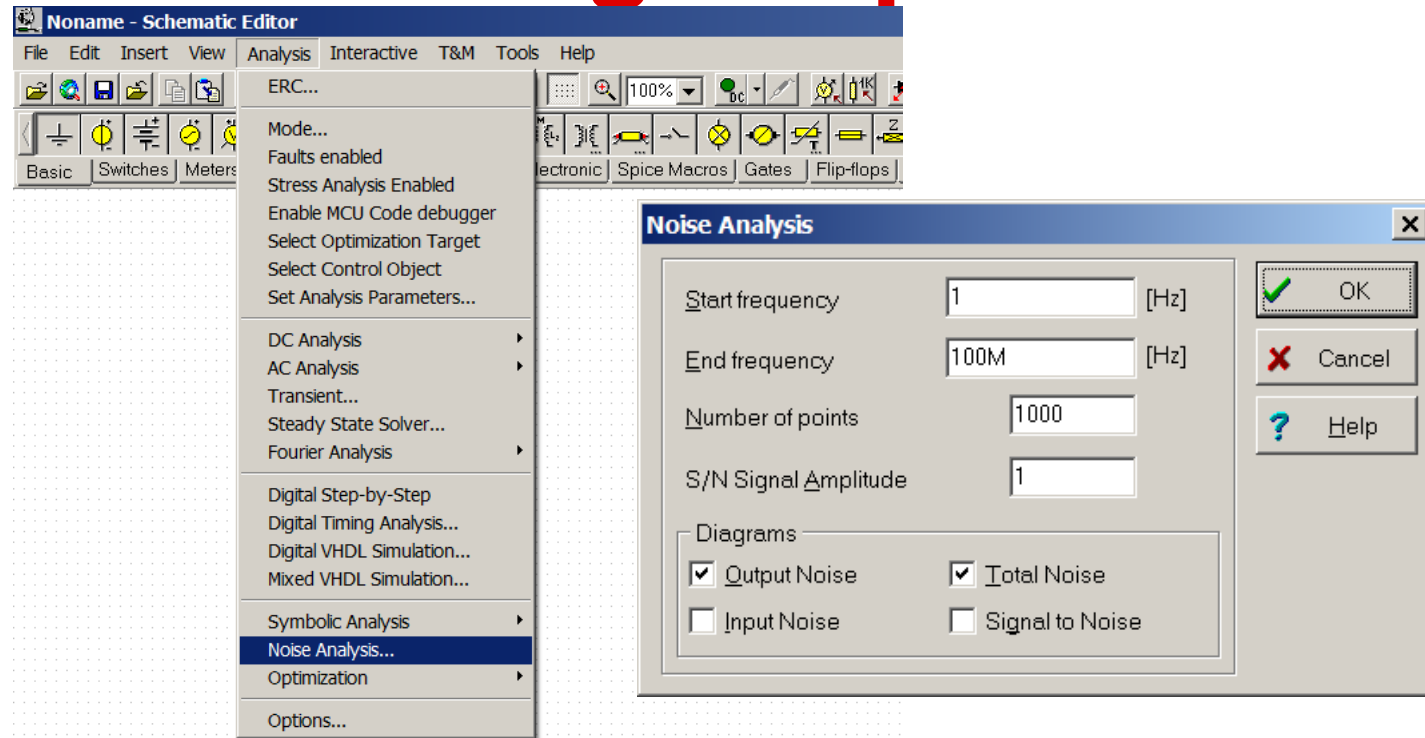 Noname - Schematic Editor
File Edit Insert View Analysis Interactive T&M Tools Help
100% DC 1K
Basic Switches Meters Spice Macros Gates Flip-flops
ERC...
Mode...
Faults enabled
Stress Analysis Enabled
Enable MCU Code debugger
Select Optimization Target
Select Control Object
Set Analysis Parameters...
DC Analysis
AC Analysis
Transient...
Steady State Solver...
Fourier Analysis
Digital Step-by-Step
Digital Timing Analysis...
Digital VHDL Simulation...
Mixed VHDL Simulation...
Symbolic Analysis
Noise Analysis...
Optimization
Options...
Noise Analysis
Start frequency 1 [Hz]
End frequency 100M [Hz]
Number of points 1000
S/N Signal Amplitude 1
Diagrams
Output Noise Total Noise
Input Noise Signal to Noise
OK
Cancel
? Help